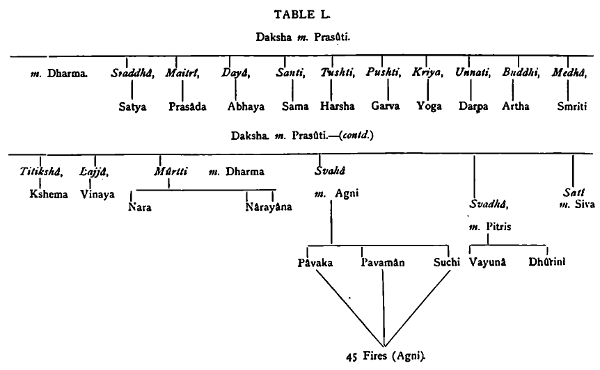 TABLE L.
Daksha m. Prasûti.
m. Dharma. Sraddhâ, Maitrî, Dayâ, Santi, Tushti, Pushti, Kriya, Unnati, Buddhi, Medhâ,
Satya Prasâda Abhaya Sama Harsha Garva Yoga Darpa Artha Smriti
Daksha m. Prasûti.—(contd.)
Titikshâ, Lajjâ, Mûrtti m. Dharma Svahâ
Kshema Vinaya m. Agni Satî
Nara Nârayâna Svadhâ, m. Siva
m. Pitris
Pâvaka Pavamân Suchi Vayunâ Dhûrinî
45 Fires (Agni).